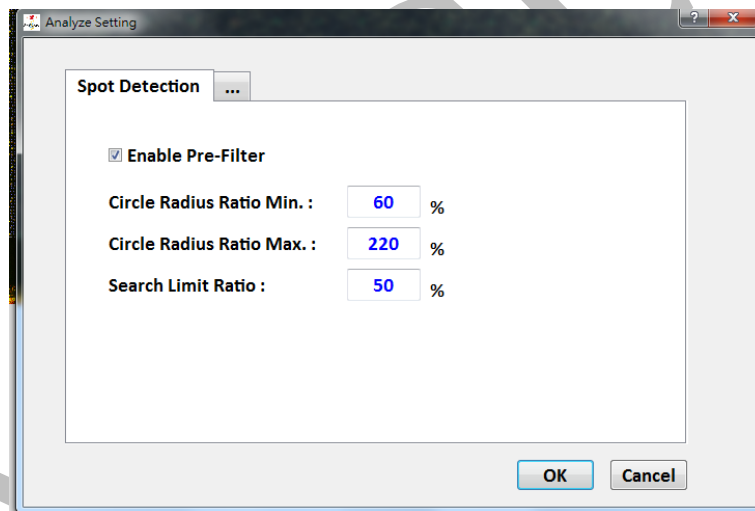 Analyze Setting
Spot Detection ...
Enable Pre-Filter
Circle Radius Ratio Min. : 60 %
Circle Radius Ratio Max. : 220 %
Search Limit Ratio : 50 %
OK Cancel